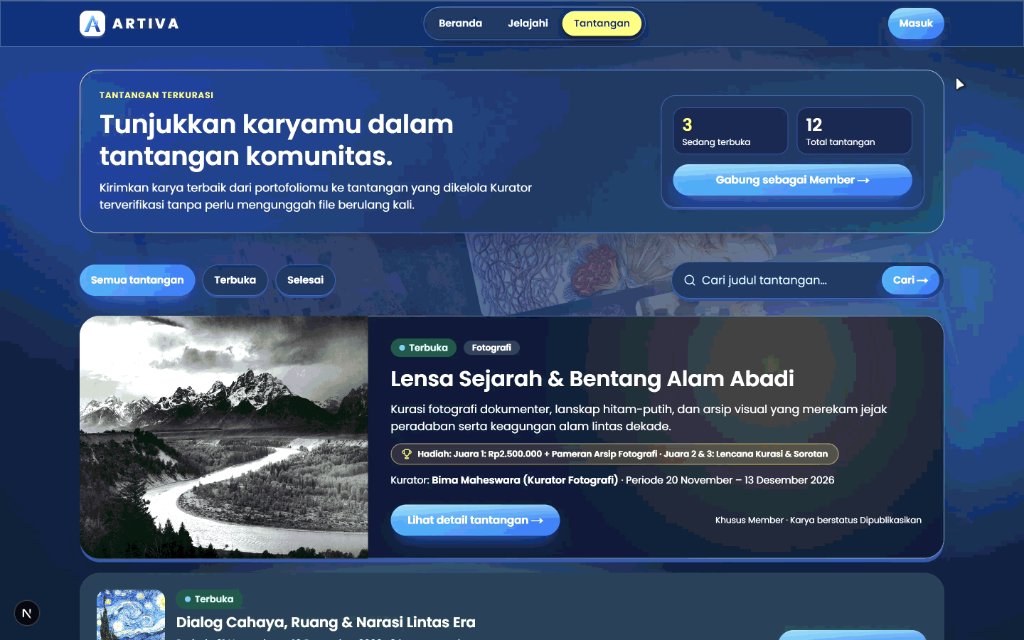 ARTIVA
Beranda
Jelajahi
Tantangan
Masuk
TANTANGAN TERKURASI
Tunjukkan karyamu dalam
tantangan komunitas.
Kirimkan karya terbaik dari portofoliomu ke tantangan yang dikelola Kurator
terverifikasi tanpa perlu mengunggah file berulang kali.
3
Sedang terbuka
12
Total tantangan
Gabung sebagai Member →
Semua tantangan
Terbuka
Selesai
Cari judul tantangan...
Cari →
Terbuka
Fotografi
Lensa Sejarah & Bentang Alam Abadi
Kurasi fotografi dokumenter, lanskap hitam-putih, dan arsip visual yang merekam jejak
peradaban serta keagungan alam lintas dekade.
Hadiah: Juara 1: Rp2.500.000 + Pameran Arsip Fotografi · Juara 2 & 3: Lencana Kurasi & Sorotan
Kurator: Bima Maheswara (Kurator Fotografi) · Periode 20 November – 13 Desember 2026
Lihat detail tantangan →
Khusus Member · Karya berstatus Dipublikasikan
Terbuka
Dialog Cahaya, Ruang & Narasi Lintas Era
N